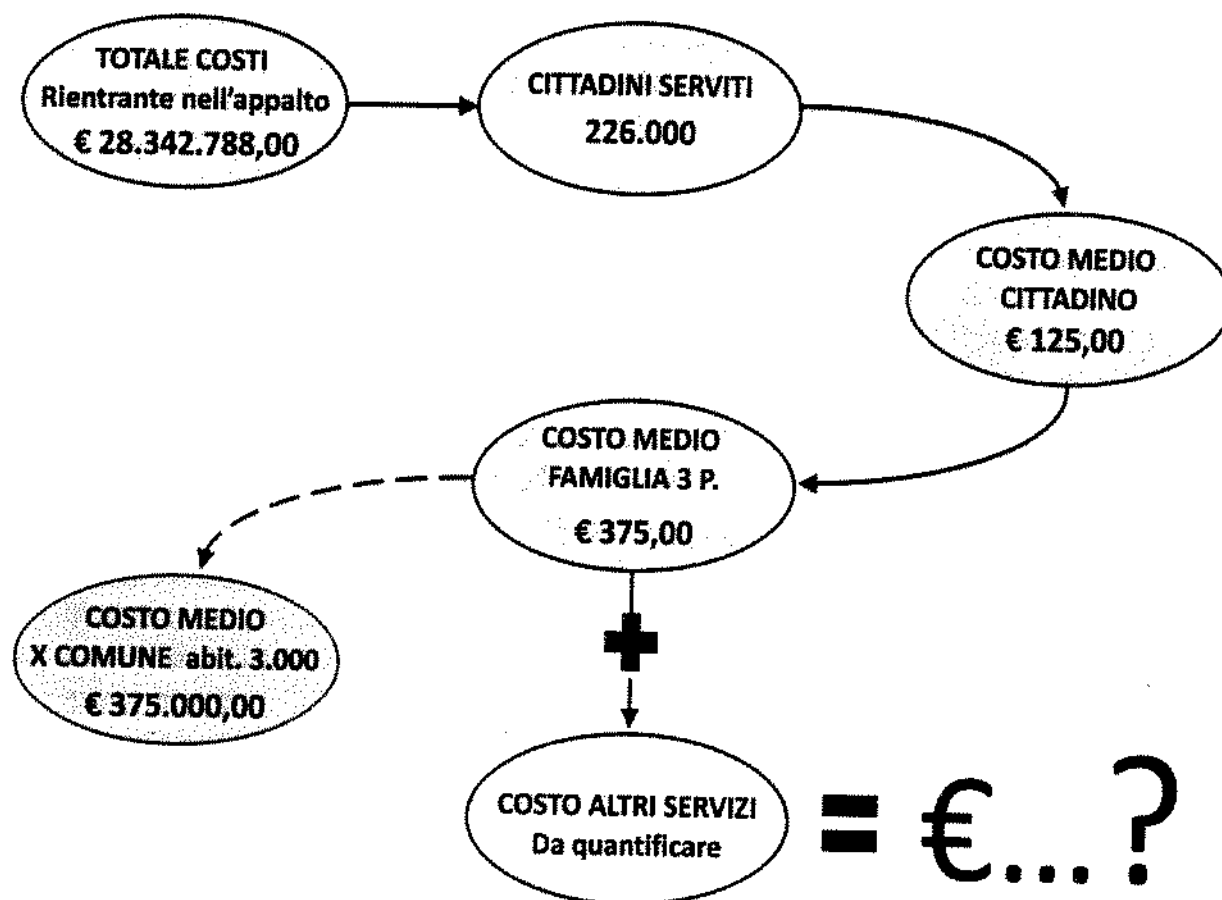 TOTALE COSTI
Rientrante nell'appalto
€ 28.342.788,00
CITTADINI SERVITI
226.000
COSTO MEDIO
CITTADINO
€ 125,00
COSTO MEDIO
FAMIGLIA 3 P.
€ 375,00
COSTO MEDIO
X COMUNE abit. 3.000
€ 375.000,00
+
COSTO ALTRI SERVIZI
Da quantificare
= €...?